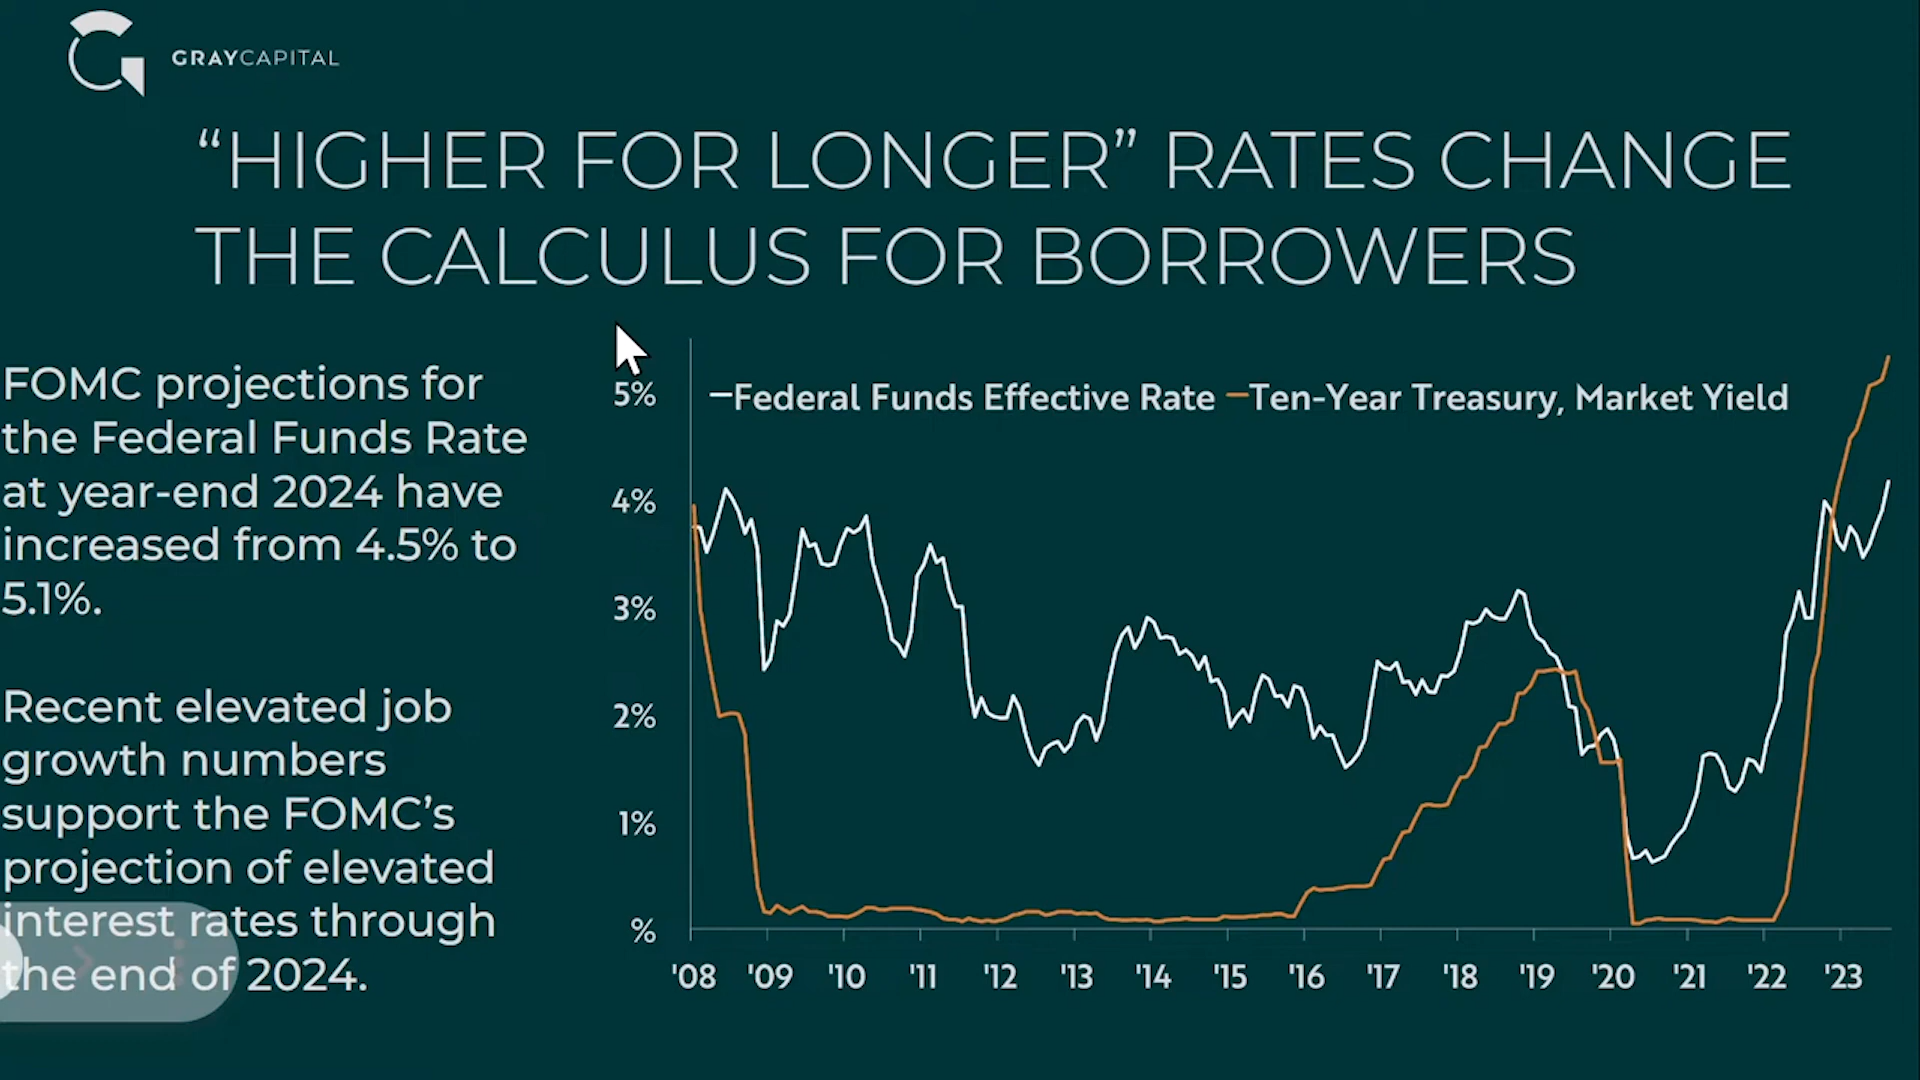 GRAYCAPITAL
“HIGHER FOR LONGER” RATES CHANGE
THE CALCULUS FOR BORROWERS
FOMC projections for
the Federal Funds Rate
at year-end 2024 have
increased from 4.5% to
5.1%.
Recent elevated job
growth numbers
support the FOMC’s
projection of elevated
interest rates through
the end of 2024.
Federal Funds Effective Rate Ten-Year Treasury, Market Yield
5%
4%
3%
2%
1%
%
'08 '09 '10 '11 '12 '13 '14 '15 '16 '17 '18 '19 '20 '21 '22 '23